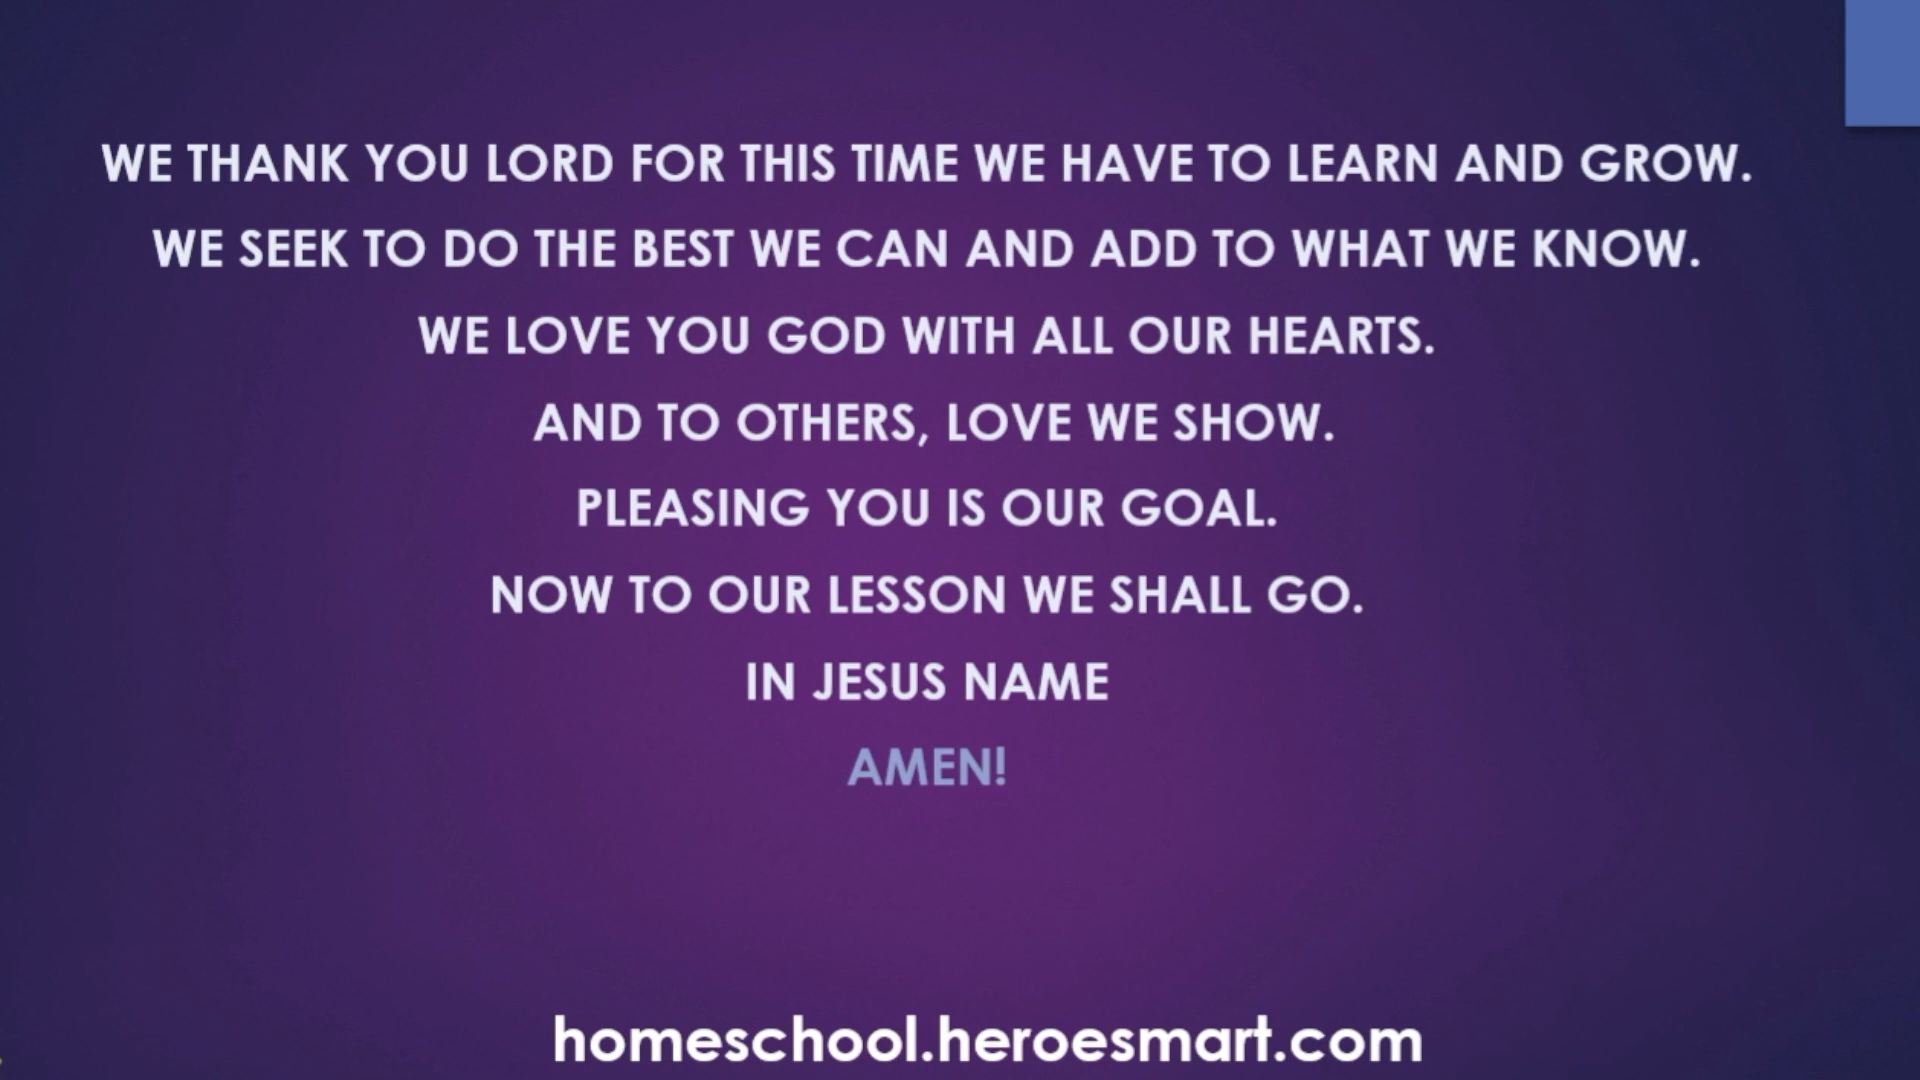 WE THANK YOU LORD FOR THIS TIME WE HAVE TO LEARN AND GROW.
WE SEEK TO DO THE BEST WE CAN AND ADD TO WHAT WE KNOW.
WE LOVE YOU GOD WITH ALL OUR HEARTS.
AND TO OTHERS, LOVE WE SHOW.
PLEASING YOU IS OUR GOAL.
NOW TO OUR LESSON WE SHALL GO.
IN JESUS NAME
AMEN!
homeschool.heroesmart.com